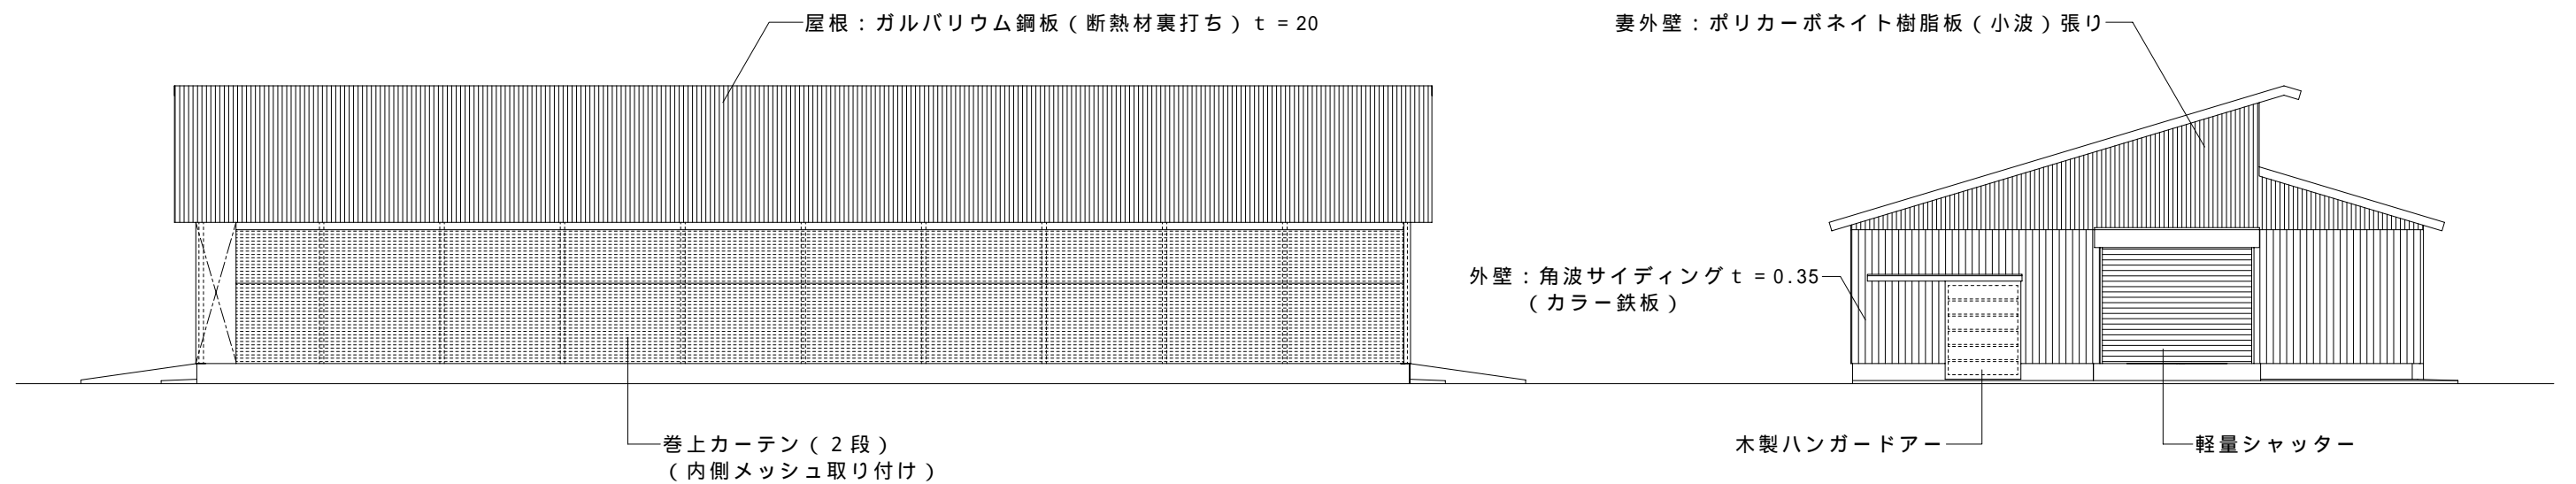 屋根：ガルバリウム鋼板（断熱材裏打ち）ｔ＝20
妻外壁：ポリカーボネイト樹脂板（小波）張り
外壁：角波サイディングｔ＝0.35
（カラー鉄板）
巻上カーテン（２段）
（内側メッシュ取り付け）
木製ハンガードアー
軽量シャッター